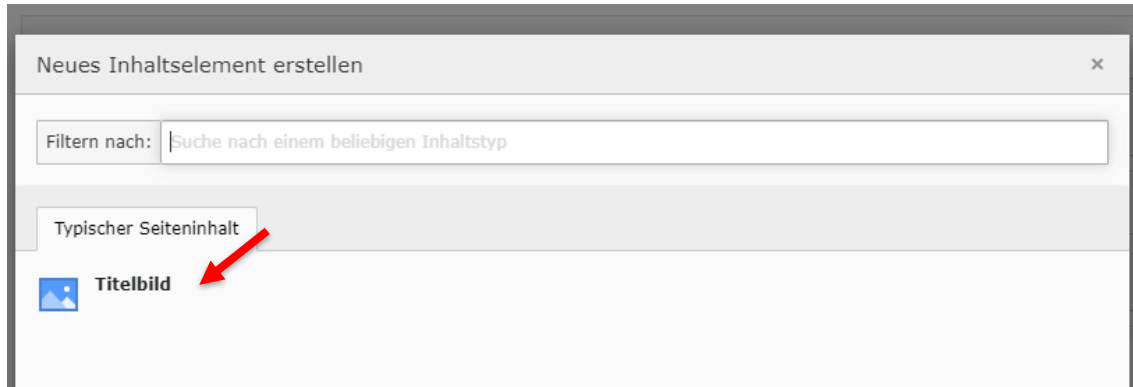 Neues Inhaltselement erstellen ×
Filtern nach: Suche nach einem beliebigen Inhaltstyp
Typischer Seiteninhalt
Titelbild